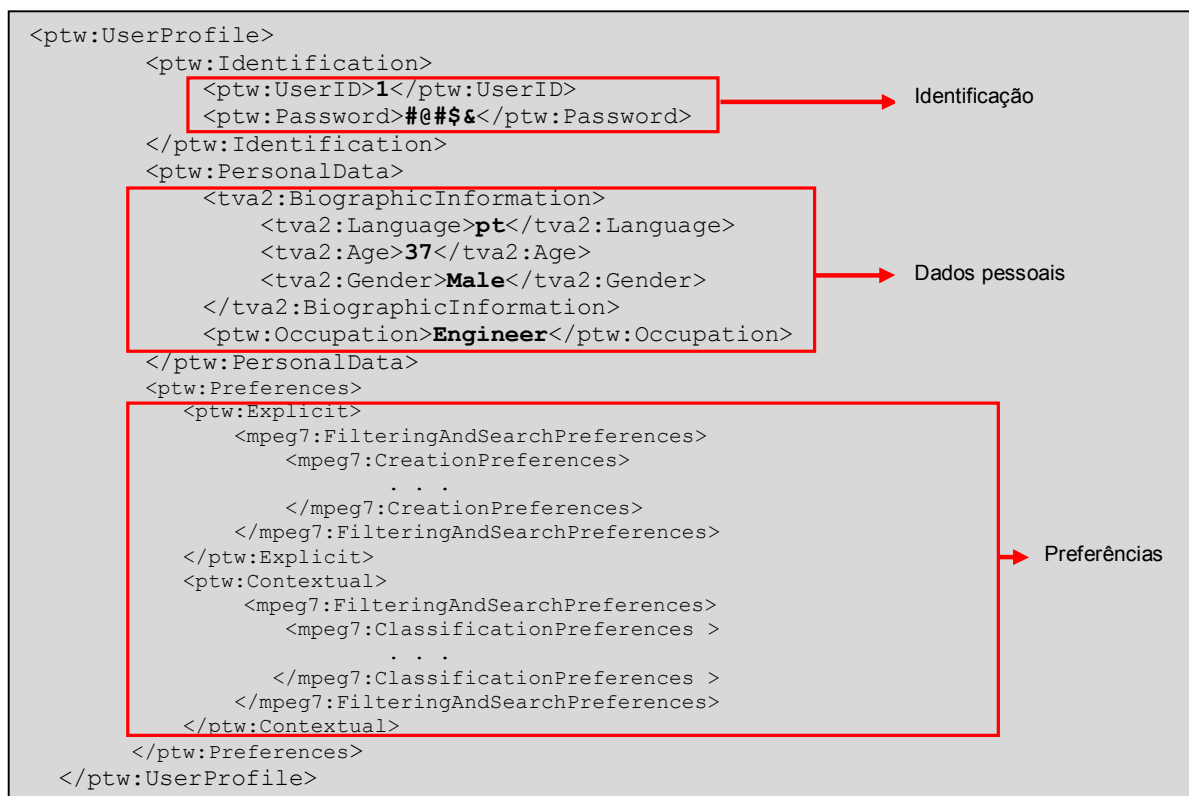 <ptw:UserProfile>
<ptw:Identification>
<ptw:UserID>1</ptw:UserID>
<ptw:Password>#@#$&</ptw:Password>
Identificação
</ptw:Identification>
<ptw:PersonalData>
<tva2:BiographicInformation>
<tva2:Language>pt</tva2:Language>
<tva2:Age>37</tva2:Age>
<tva2:Gender>Male</tva2:Gender>
Dados pessoais
</tva2:BiographicInformation>
<ptw:Occupation>Engineer</ptw:Occupation>
</ptw:PersonalData>
<ptw:Preferences>
<ptw:Explicit>
<mpeg7:FilteringAndSearchPreferences>
<mpeg7:CreationPreferences>
. . .
</mpeg7:CreationPreferences>
</mpeg7:FilteringAndSearchPreferences>
</ptw:Explicit>
Preferências
<ptw:Contextual>
<mpeg7:FilteringAndSearchPreferences>
<mpeg7:ClassificationPreferences >
. . .
</mpeg7:ClassificationPreferences >
</mpeg7:FilteringAndSearchPreferences>
</ptw:Contextual>
</ptw:Preferences>
</ptw:UserProfile>